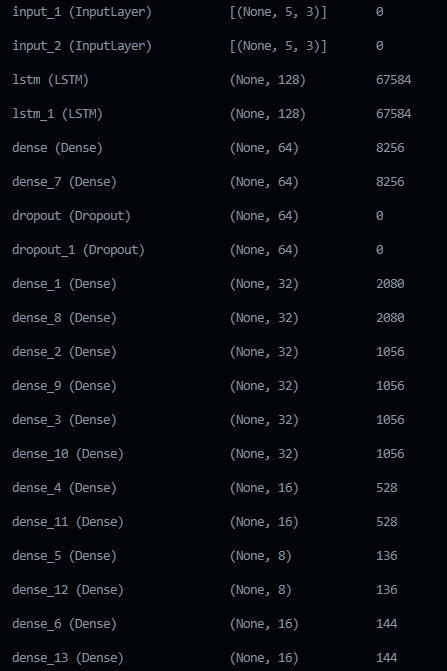 input_1 (InputLayer) [(None, 5, 3)] 0
input_2 (InputLayer) [(None, 5, 3)] 0
lstm (LSTM) (None, 128) 67584
lstm_1 (LSTM) (None, 128) 67584
dense (Dense) (None, 64) 8256
dense_7 (Dense) (None, 64) 8256
dropout (Dropout) (None, 64) 0
dropout_1 (Dropout) (None, 64) 0
dense_1 (Dense) (None, 32) 2080
dense_8 (Dense) (None, 32) 2080
dense_2 (Dense) (None, 32) 1056
dense_9 (Dense) (None, 32) 1056
dense_3 (Dense) (None, 32) 1056
dense_10 (Dense) (None, 32) 1056
dense_4 (Dense) (None, 16) 528
dense_11 (Dense) (None, 16) 528
dense_5 (Dense) (None, 8) 136
dense_12 (Dense) (None, 8) 136
dense_6 (Dense) (None, 16) 144
dense_13 (Dense) (None, 16) 144